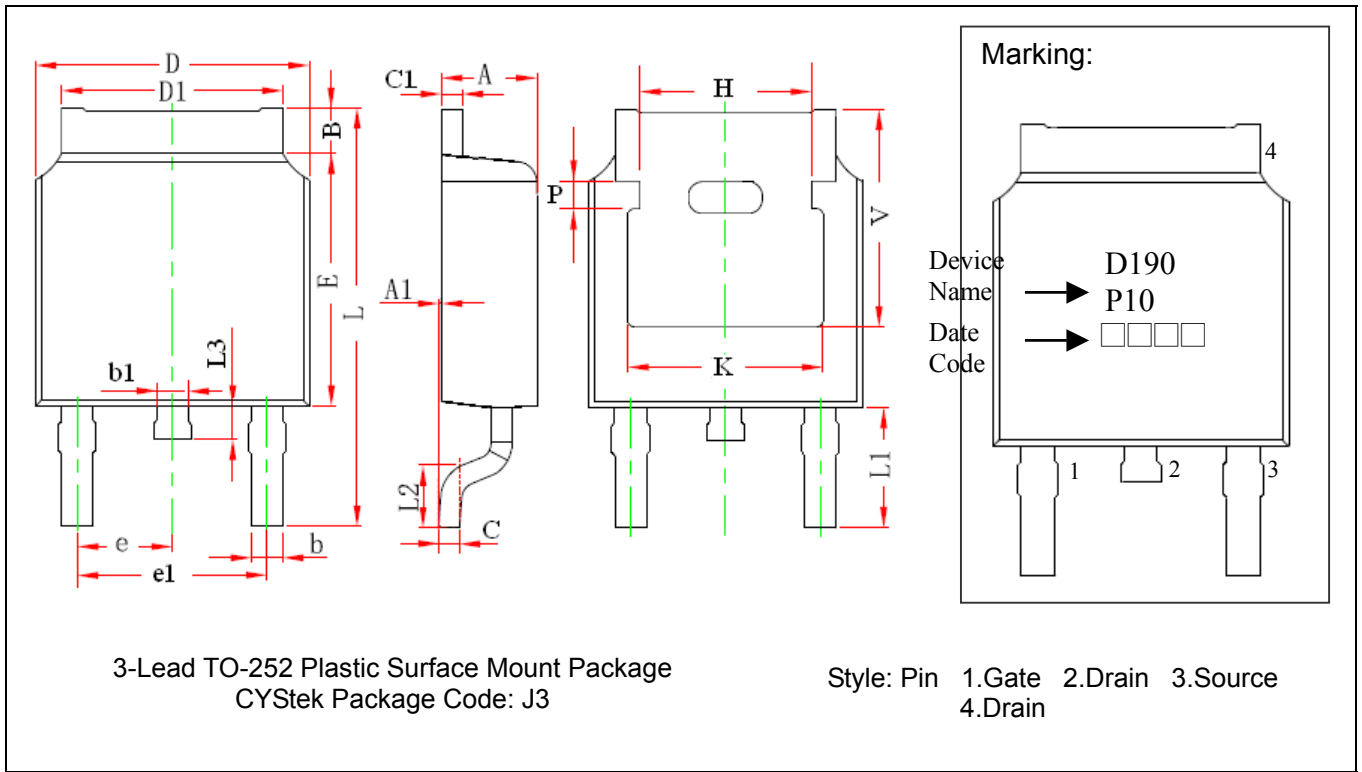 D
D1
B
E
L
L3
b1
e
e1
b
C1
A
A1
L2
C
H
P
V
K
L1
Marking:
4
Device
Name
D190
P10
Date
Code
□□□□
1
2
3
3-Lead TO-252 Plastic Surface Mount Package
CYStek Package Code: J3
Style: Pin 1.Gate 2.Drain 3.Source
4.Drain